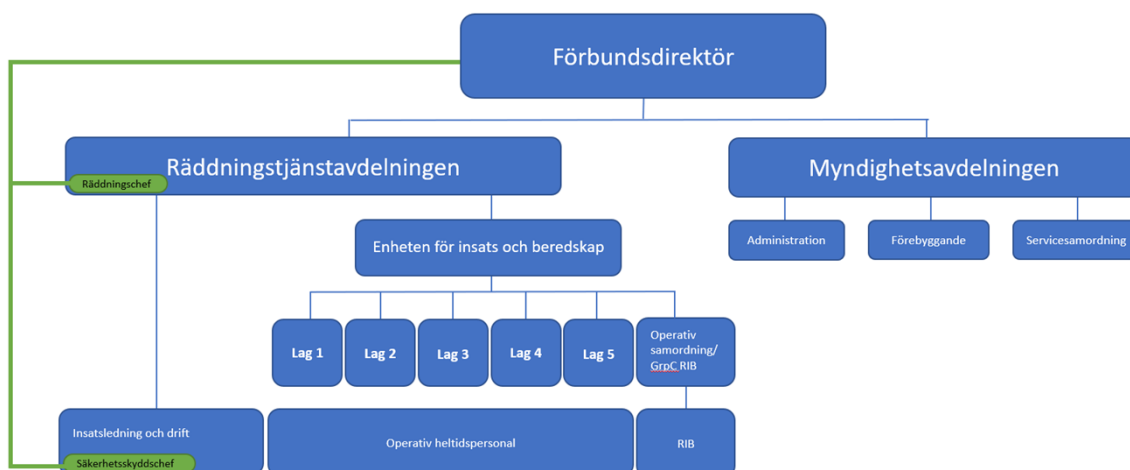 Förbundsdirektör
Räddningstjänstavdelningen
Räddningschef
Myndighetsavdelningen
Enheten för insats och beredskap
Administration
Förebyggande
Servicesamordning
Lag 1
Lag 2
Lag 3
Lag 4
Lag 5
Operativ
samordning/
GrpC RIB
Insatsledning och drift
Säkerhetsskyddschef
Operativ heltidspersonal
RIB